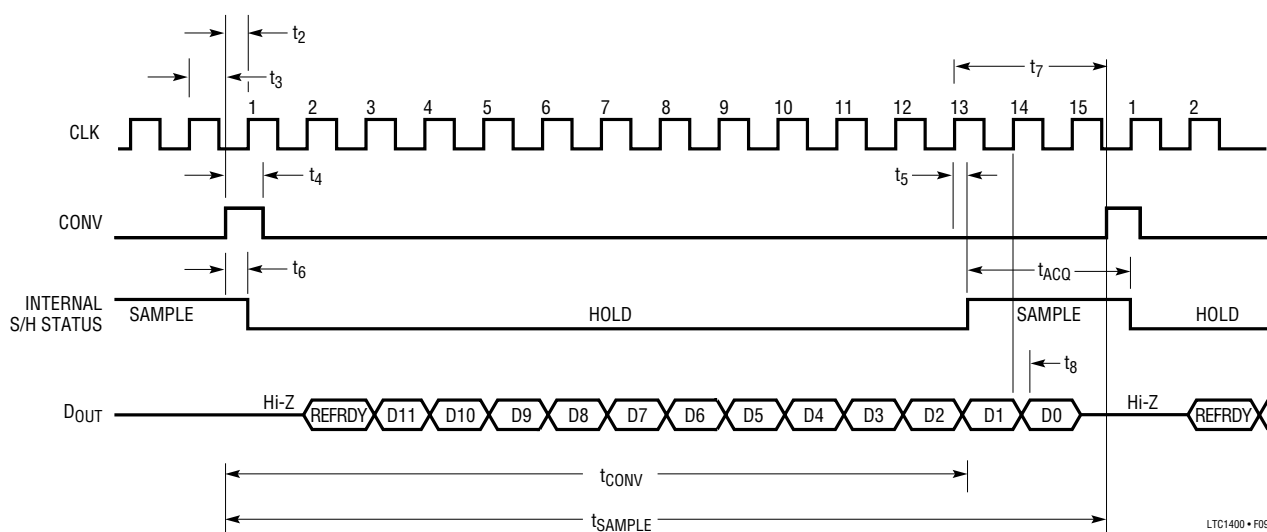 t2
t3
t7
1 2 3 4 5 6 7 8 9 10 11 12 13 14 15 1 2
CLK
t4
t5
CONV
t6
tACQ
INTERNAL
S/H STATUS
SAMPLE HOLD SAMPLE HOLD
t8
DOUT
Hi-Z REFRDY D11 D10 D9 D8 D7 D6 D5 D4 D3 D2 D1 D0 Hi-Z REFRDY
tCONV
tSAMPLE
LTC1400 • F09